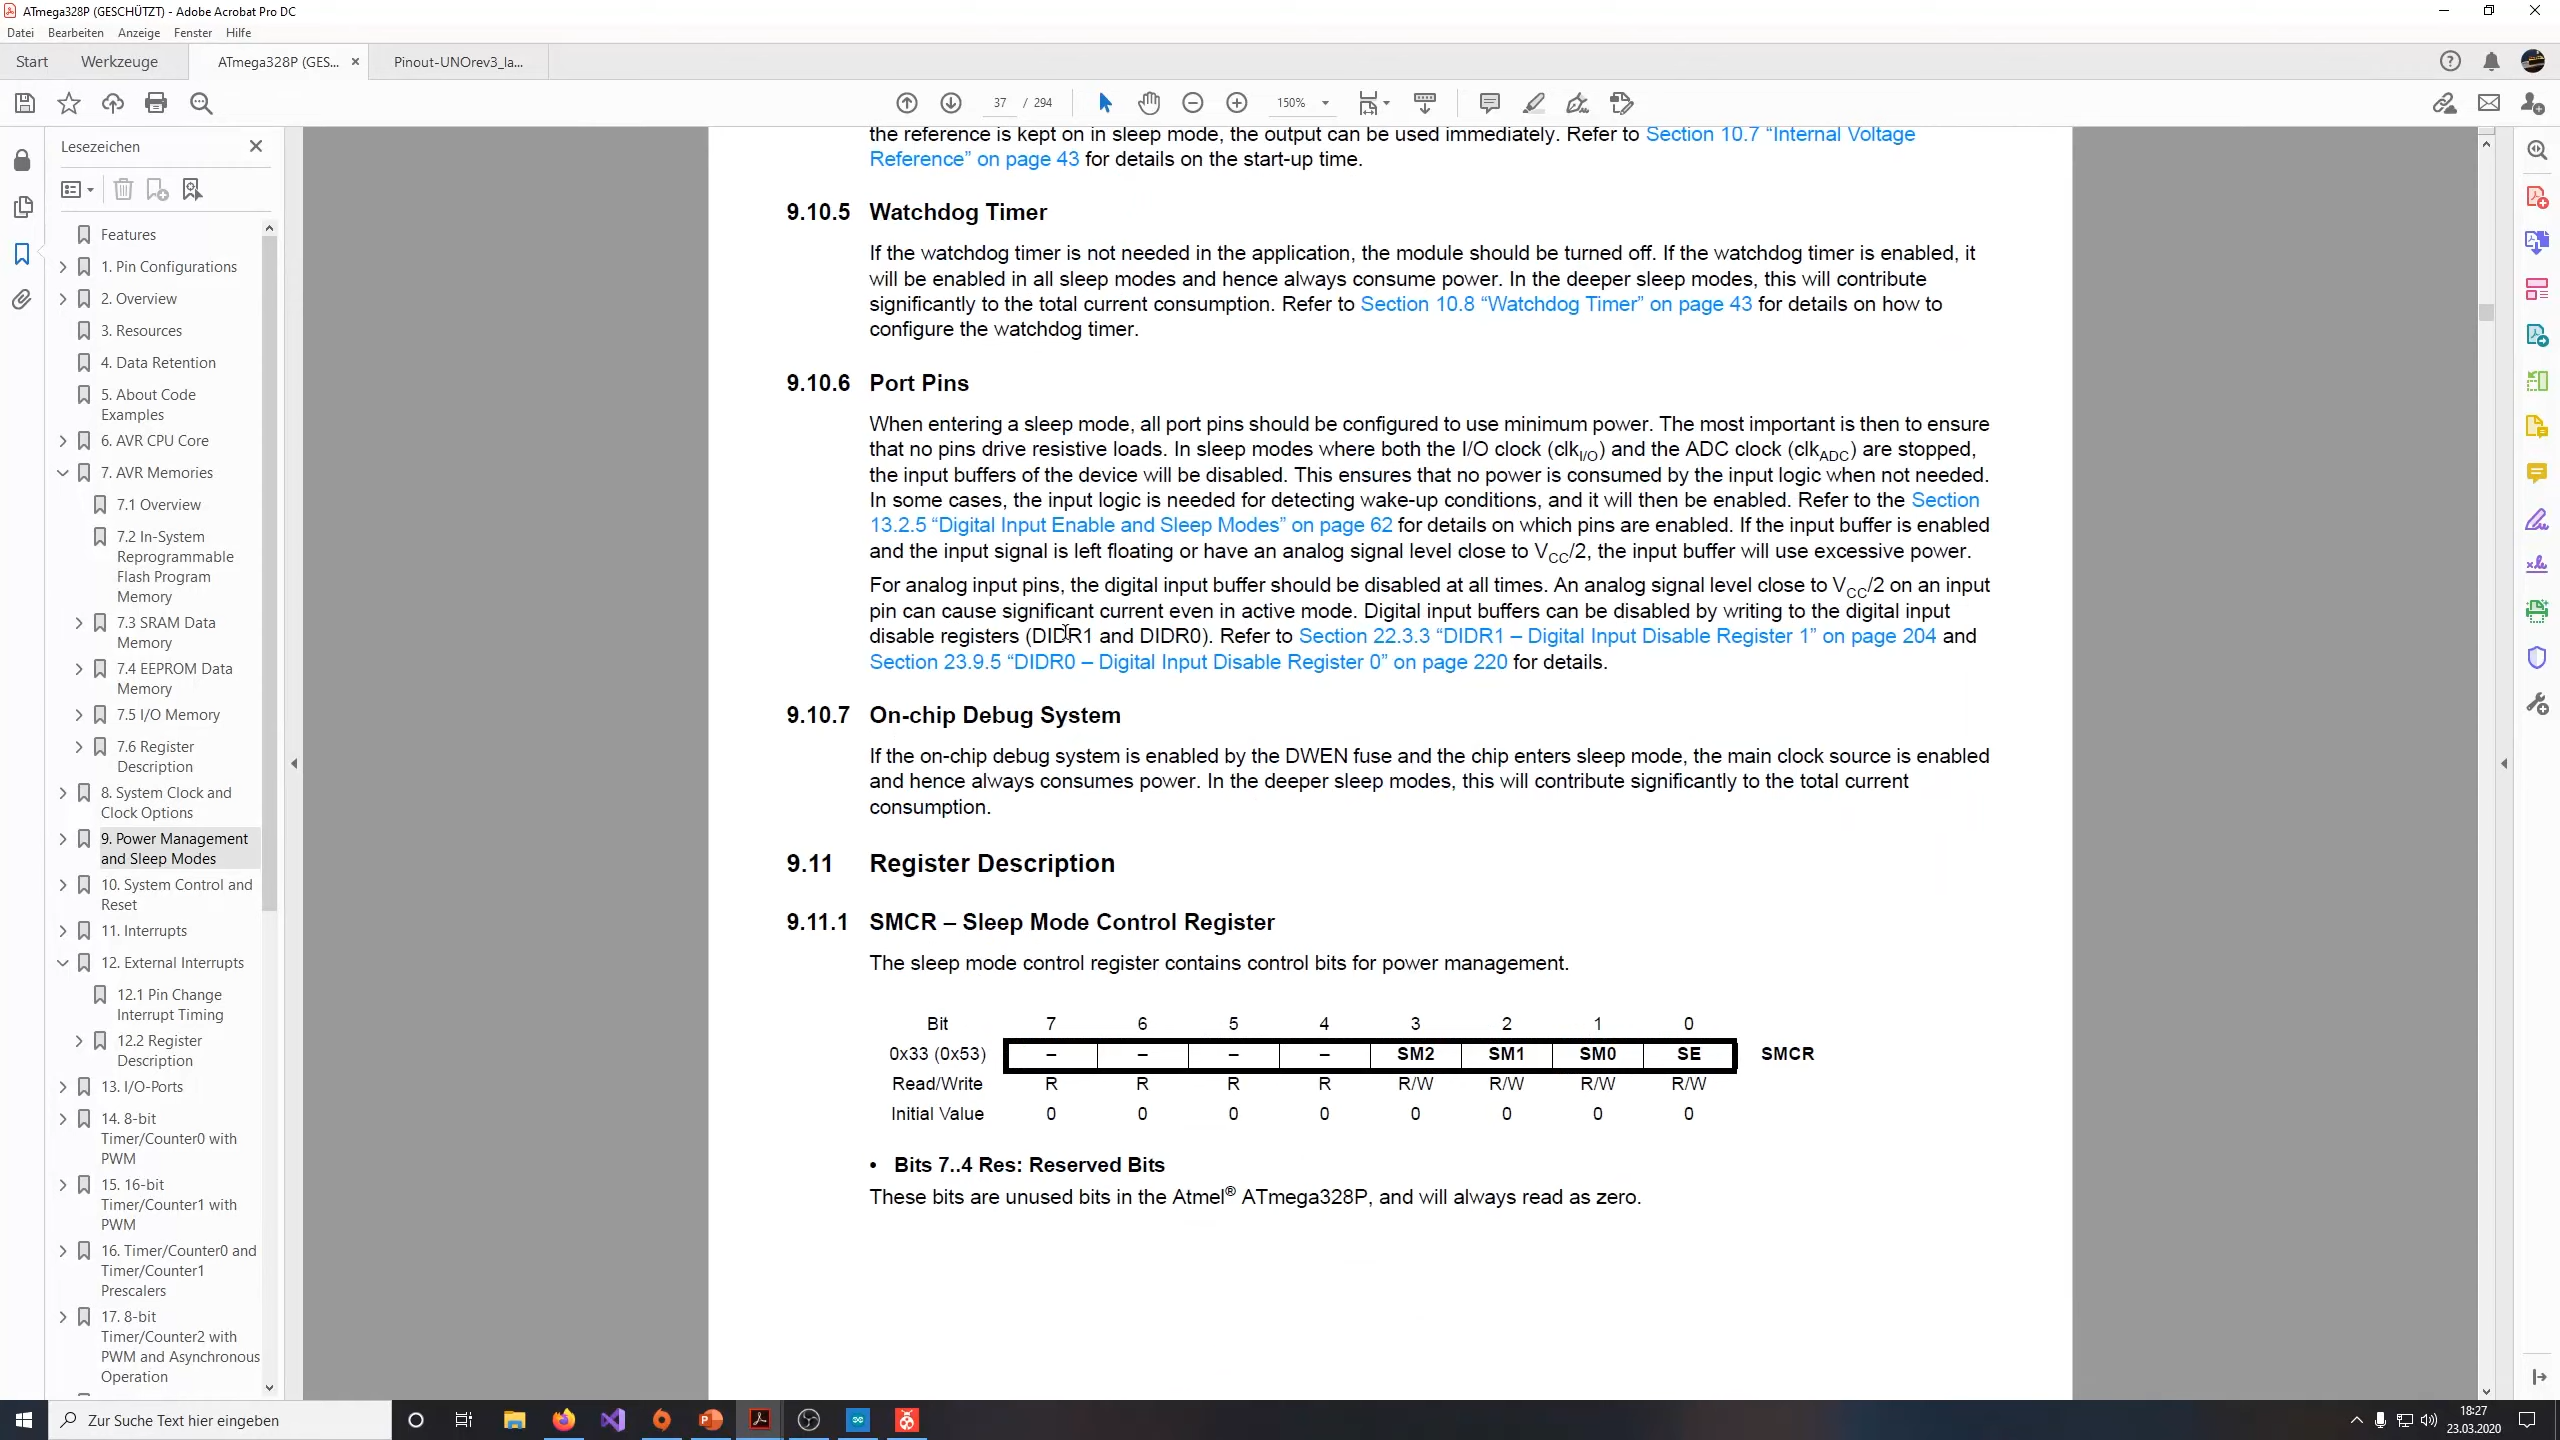 ATmega328P (GESCHÜTZT) - Adobe Acrobat Pro DC
Datei Bearbeiten Anzeige Fenster Hilfe
Start Werkzeuge ATmega328P (GES... × Pinout-UNOrev3_la...
37 / 294 150%
Lesezeichen
Features
1. Pin Configurations
2. Overview
3. Resources
4. Data Retention
5. About Code
Examples
6. AVR CPU Core
7. AVR Memories
7.1 Overview
7.2 In-System
Reprogrammable
Flash Program
Memory
7.3 SRAM Data
Memory
7.4 EEPROM Data
Memory
7.5 I/O Memory
7.6 Register
Description
8. System Clock and
Clock Options
9. Power Management
and Sleep Modes
10. System Control and
Reset
11. Interrupts
12. External Interrupts
12.1 Pin Change
Interrupt Timing
12.2 Register
Description
13. I/O-Ports
14. 8-bit
Timer/Counter0 with
PWM
15. 16-bit
Timer/Counter1 with
PWM
16. Timer/Counter0 and
Timer/Counter1
Prescalers
17. 8-bit
Timer/Counter2 with
PWM and Asynchronous
Operation
the reference is kept on in sleep mode, the output can be used immediately. Refer to Section 10.7 “Internal Voltage
Reference” on page 43 for details on the start-up time.
9.10.5 Watchdog Timer
If the watchdog timer is not needed in the application, the module should be turned off. If the watchdog timer is enabled, it
will be enabled in all sleep modes and hence always consume power. In the deeper sleep modes, this will contribute
significantly to the total current consumption. Refer to Section 10.8 “Watchdog Timer” on page 43 for details on how to
configure the watchdog timer.
9.10.6 Port Pins
When entering a sleep mode, all port pins should be configured to use minimum power. The most important is then to ensure
that no pins drive resistive loads. In sleep modes where both the I/O clock (clkI/O) and the ADC clock (clkADC) are stopped,
the input buffers of the device will be disabled. This ensures that no power is consumed by the input logic when not needed.
In some cases, the input logic is needed for detecting wake-up conditions, and it will then be enabled. Refer to the Section
13.2.5 “Digital Input Enable and Sleep Modes” on page 62 for details on which pins are enabled. If the input buffer is enabled
and the input signal is left floating or have an analog signal level close to VCC/2, the input buffer will use excessive power.
For analog input pins, the digital input buffer should be disabled at all times. An analog signal level close to VCC/2 on an input
pin can cause significant current even in active mode. Digital input buffers can be disabled by writing to the digital input
disable registers (DIDR1 and DIDR0). Refer to Section 22.3.3 “DIDR1 – Digital Input Disable Register 1” on page 204 and
Section 23.9.5 “DIDR0 – Digital Input Disable Register 0” on page 220 for details.
9.10.7 On-chip Debug System
If the on-chip debug system is enabled by the DWEN fuse and the chip enters sleep mode, the main clock source is enabled
and hence always consumes power. In the deeper sleep modes, this will contribute significantly to the total current
consumption.
9.11 Register Description
9.11.1 SMCR – Sleep Mode Control Register
The sleep mode control register contains control bits for power management.
Bit 7 6 5 4 3 2 1 0
0x33 (0x53) – – – – SM2 SM1 SM0 SE SMCR
Read/Write R R R R R/W R/W R/W R/W
Initial Value 0 0 0 0 0 0 0 0
• Bits 7..4 Res: Reserved Bits
These bits are unused bits in the Atmel® ATmega328P, and will always read as zero.
Zur Suche Text hier eingeben
18:27
23.03.2020